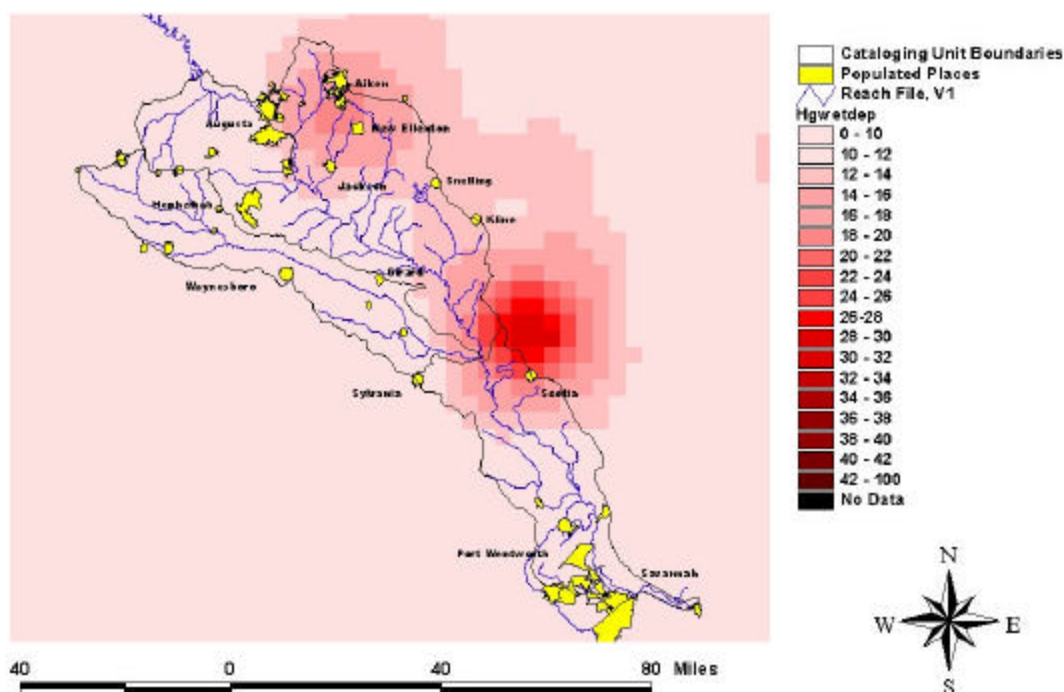 Cataloging Unit Boundaries
Populated Places
Reach File, V1
Hgwetdep
0 - 10
10 - 12
12 - 14
14 - 16
16 - 18
18 - 20
20 - 22
22 - 24
24 - 26
26-28
28 - 30
30 - 32
32 - 34
34 - 36
36 - 38
38 - 40
40 - 42
42 - 100
No Data
Aiken
Augusta
New Ellenton
Jackson
Snelling
Hephzibah
Kline
Girard
Waynesboro
Sylvania
Scotia
Port Wentworth
Savannah
N
W E
S
40 0 40 80 Miles